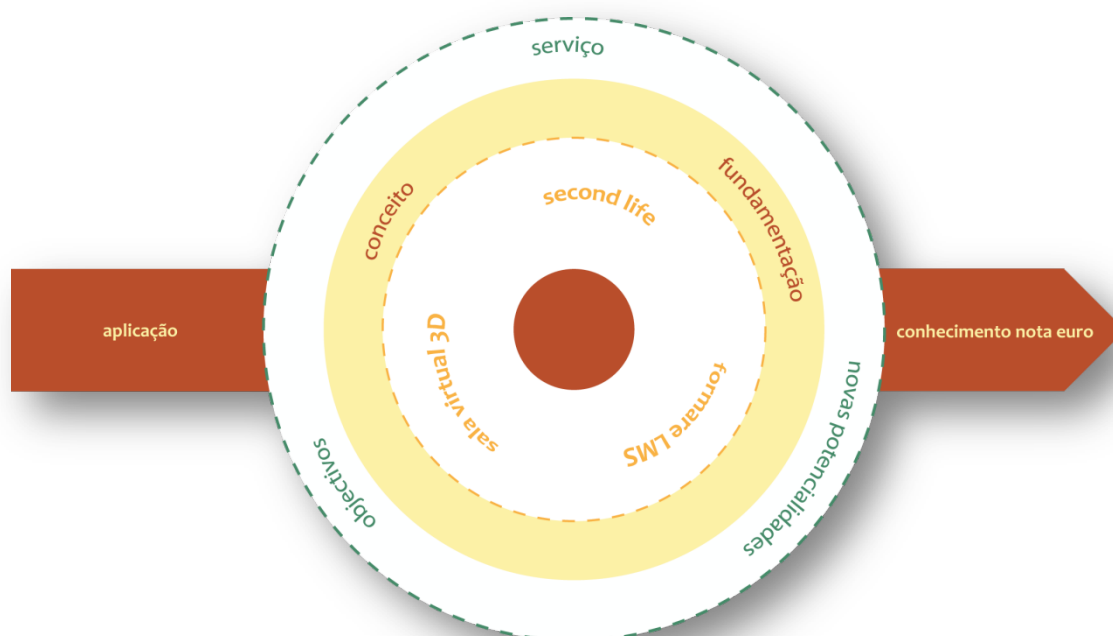 serviço
conceito
fundamentação
second life
aplicação
sala virtual 3D
formare LMS
conhecimento nota euro
objectivos
novas potencialidades